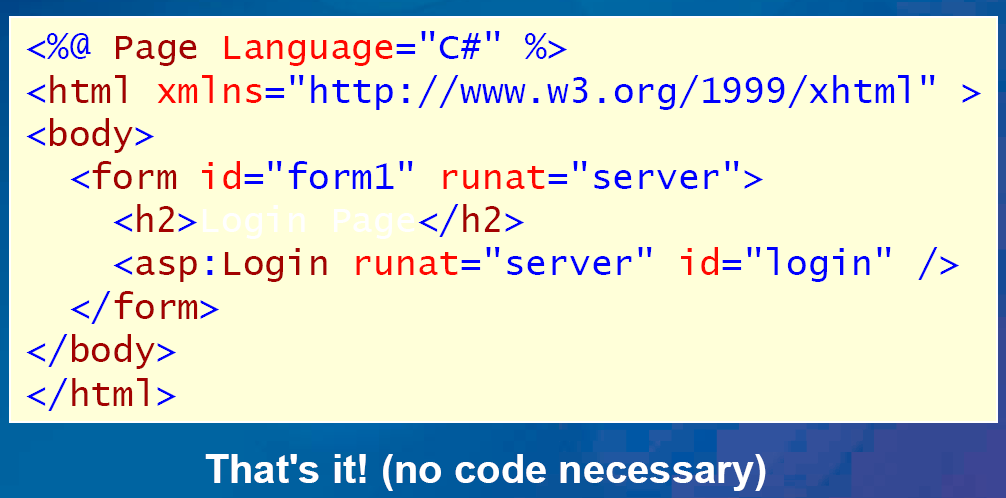 <%@ Page Language="C#" %>
<html xmlns="http://www.w3.org/1999/xhtml" >
<body>
<form id="form1" runat="server">
<h2>Login Page</h2>
<asp:Login runat="server" id="login" />
</form>
</body>
</html>
That's it! (no code necessary)